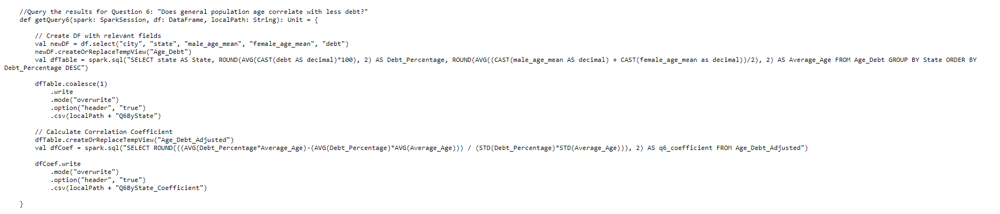 //Query the results for Question 6: "Does general population age correlate with less debt?"
def getQuery6(spark: SparkSession, df: DataFrame, localPath: String): Unit = {
// Create DF with relevant fields
val newDF = df.select("city", "state", "male_age_mean", "female_age_mean", "debt")
newDF.createOrReplaceTempView("Age_Debt")
val dfTable = spark.sql("SELECT state AS State, ROUND(AVG(CAST(debt AS decimal)*100), 2) AS Debt_Percentage, ROUND(AVG((CAST(male_age_mean AS decimal) + CAST(female_age_mean as decimal))/2), 2) AS Average_Age FROM Age_Debt GROUP BY State ORDER BY
Debt_Percentage DESC")
dfTable.coalesce(1)
.write
.mode("overwrite")
.option("header", "true")
.csv(localPath + "Q6ByState")
// Calculate Correlation Coefficient
dfTable.createOrReplaceTempView("Age_Debt_Adjusted")
val dfCoef = spark.sql("SELECT ROUND(((AVG(Debt_Percentage*Average_Age)-(AVG(Debt_Percentage)*AVG(Average_Age))) / (STD(Debt_Percentage)*STD(Average_Age))), 2) AS q6_coefficient FROM Age_Debt_Adjusted")
dfCoef.write
.mode("overwrite")
.option("header", "true")
.csv(localPath + "Q6ByState_Coefficient")
}